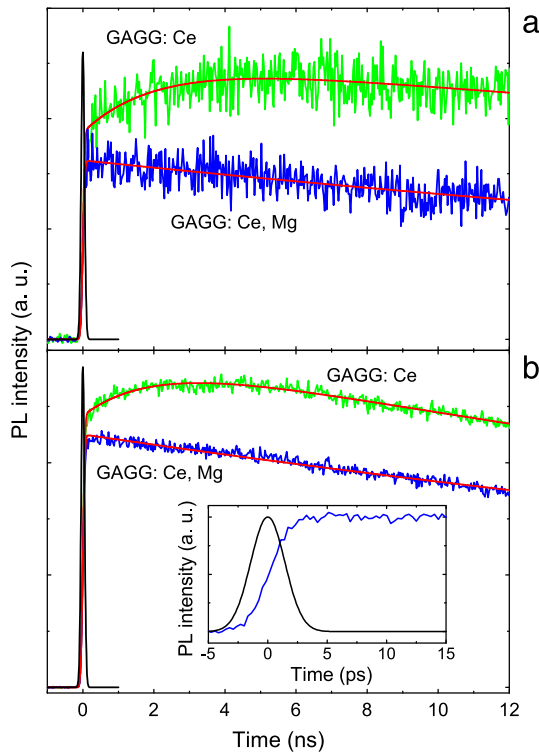 a
GAGG: Ce
GAGG: Ce, Mg
b
GAGG: Ce
GAGG: Ce, Mg
PL intensity (a. u.)
PL intensity (a. u.)
-5 0 5 10 15
Time (ps)
0 2 4 6 8 10 12
Time (ns)